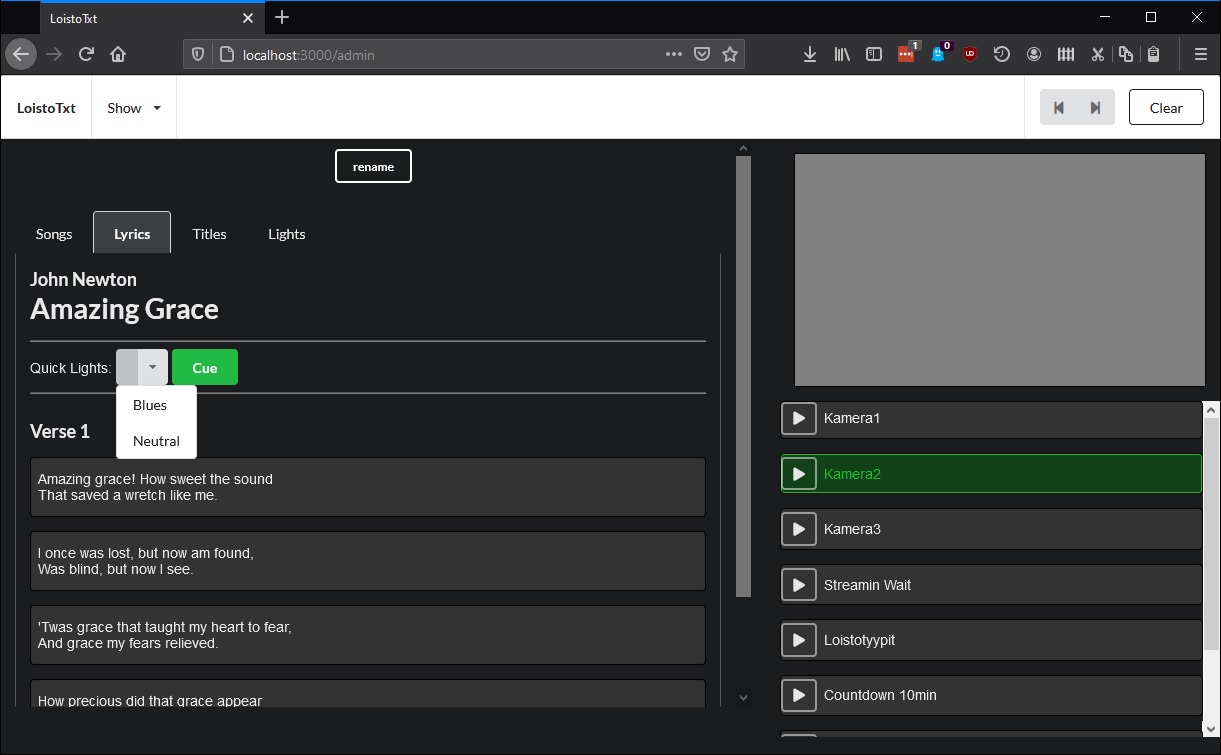 LoistoTxt
localhost:3000/admin
1
0
UD
LoistoTxt
Show
Clear
rename
Songs
Lyrics
Titles
Lights
John Newton
Amazing Grace
Quick Lights:
Cue
Blues
Neutral
Verse 1
Amazing grace! How sweet the sound
That saved a wretch like me.
I once was lost, but now am found,
Was blind, but now I see.
'Twas grace that taught my heart to fear,
And grace my fears relieved.
How precious did that grace appear
Kamera1
Kamera2
Kamera3
Streamin Wait
Loistotyypit
Countdown 10min